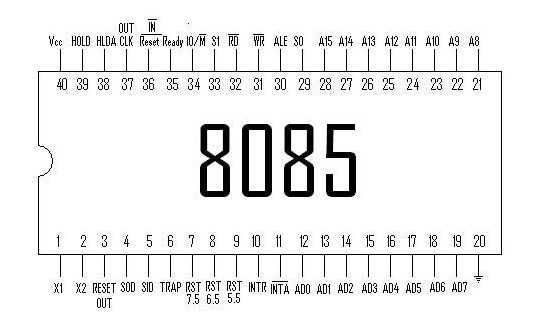 OUT IN
Vcc HOLD HLDA CLK Reset Ready IO/M S1 RD WR ALE S0 A15 A14 A13 A12 A11 A10 A9 A8
40 39 38 37 36 35 34 33 32 31 30 29 28 27 26 25 24 23 22 21
8085
1 2 3 4 5 6 7 8 9 10 11 12 13 14 15 16 17 18 19 20
X1 X2 RESET SOD SID TRAP RST RST RST INTR INTA AD0 AD1 AD2 AD3 AD4 AD5 AD6 AD7
OUT 7.5 6.5 5.5